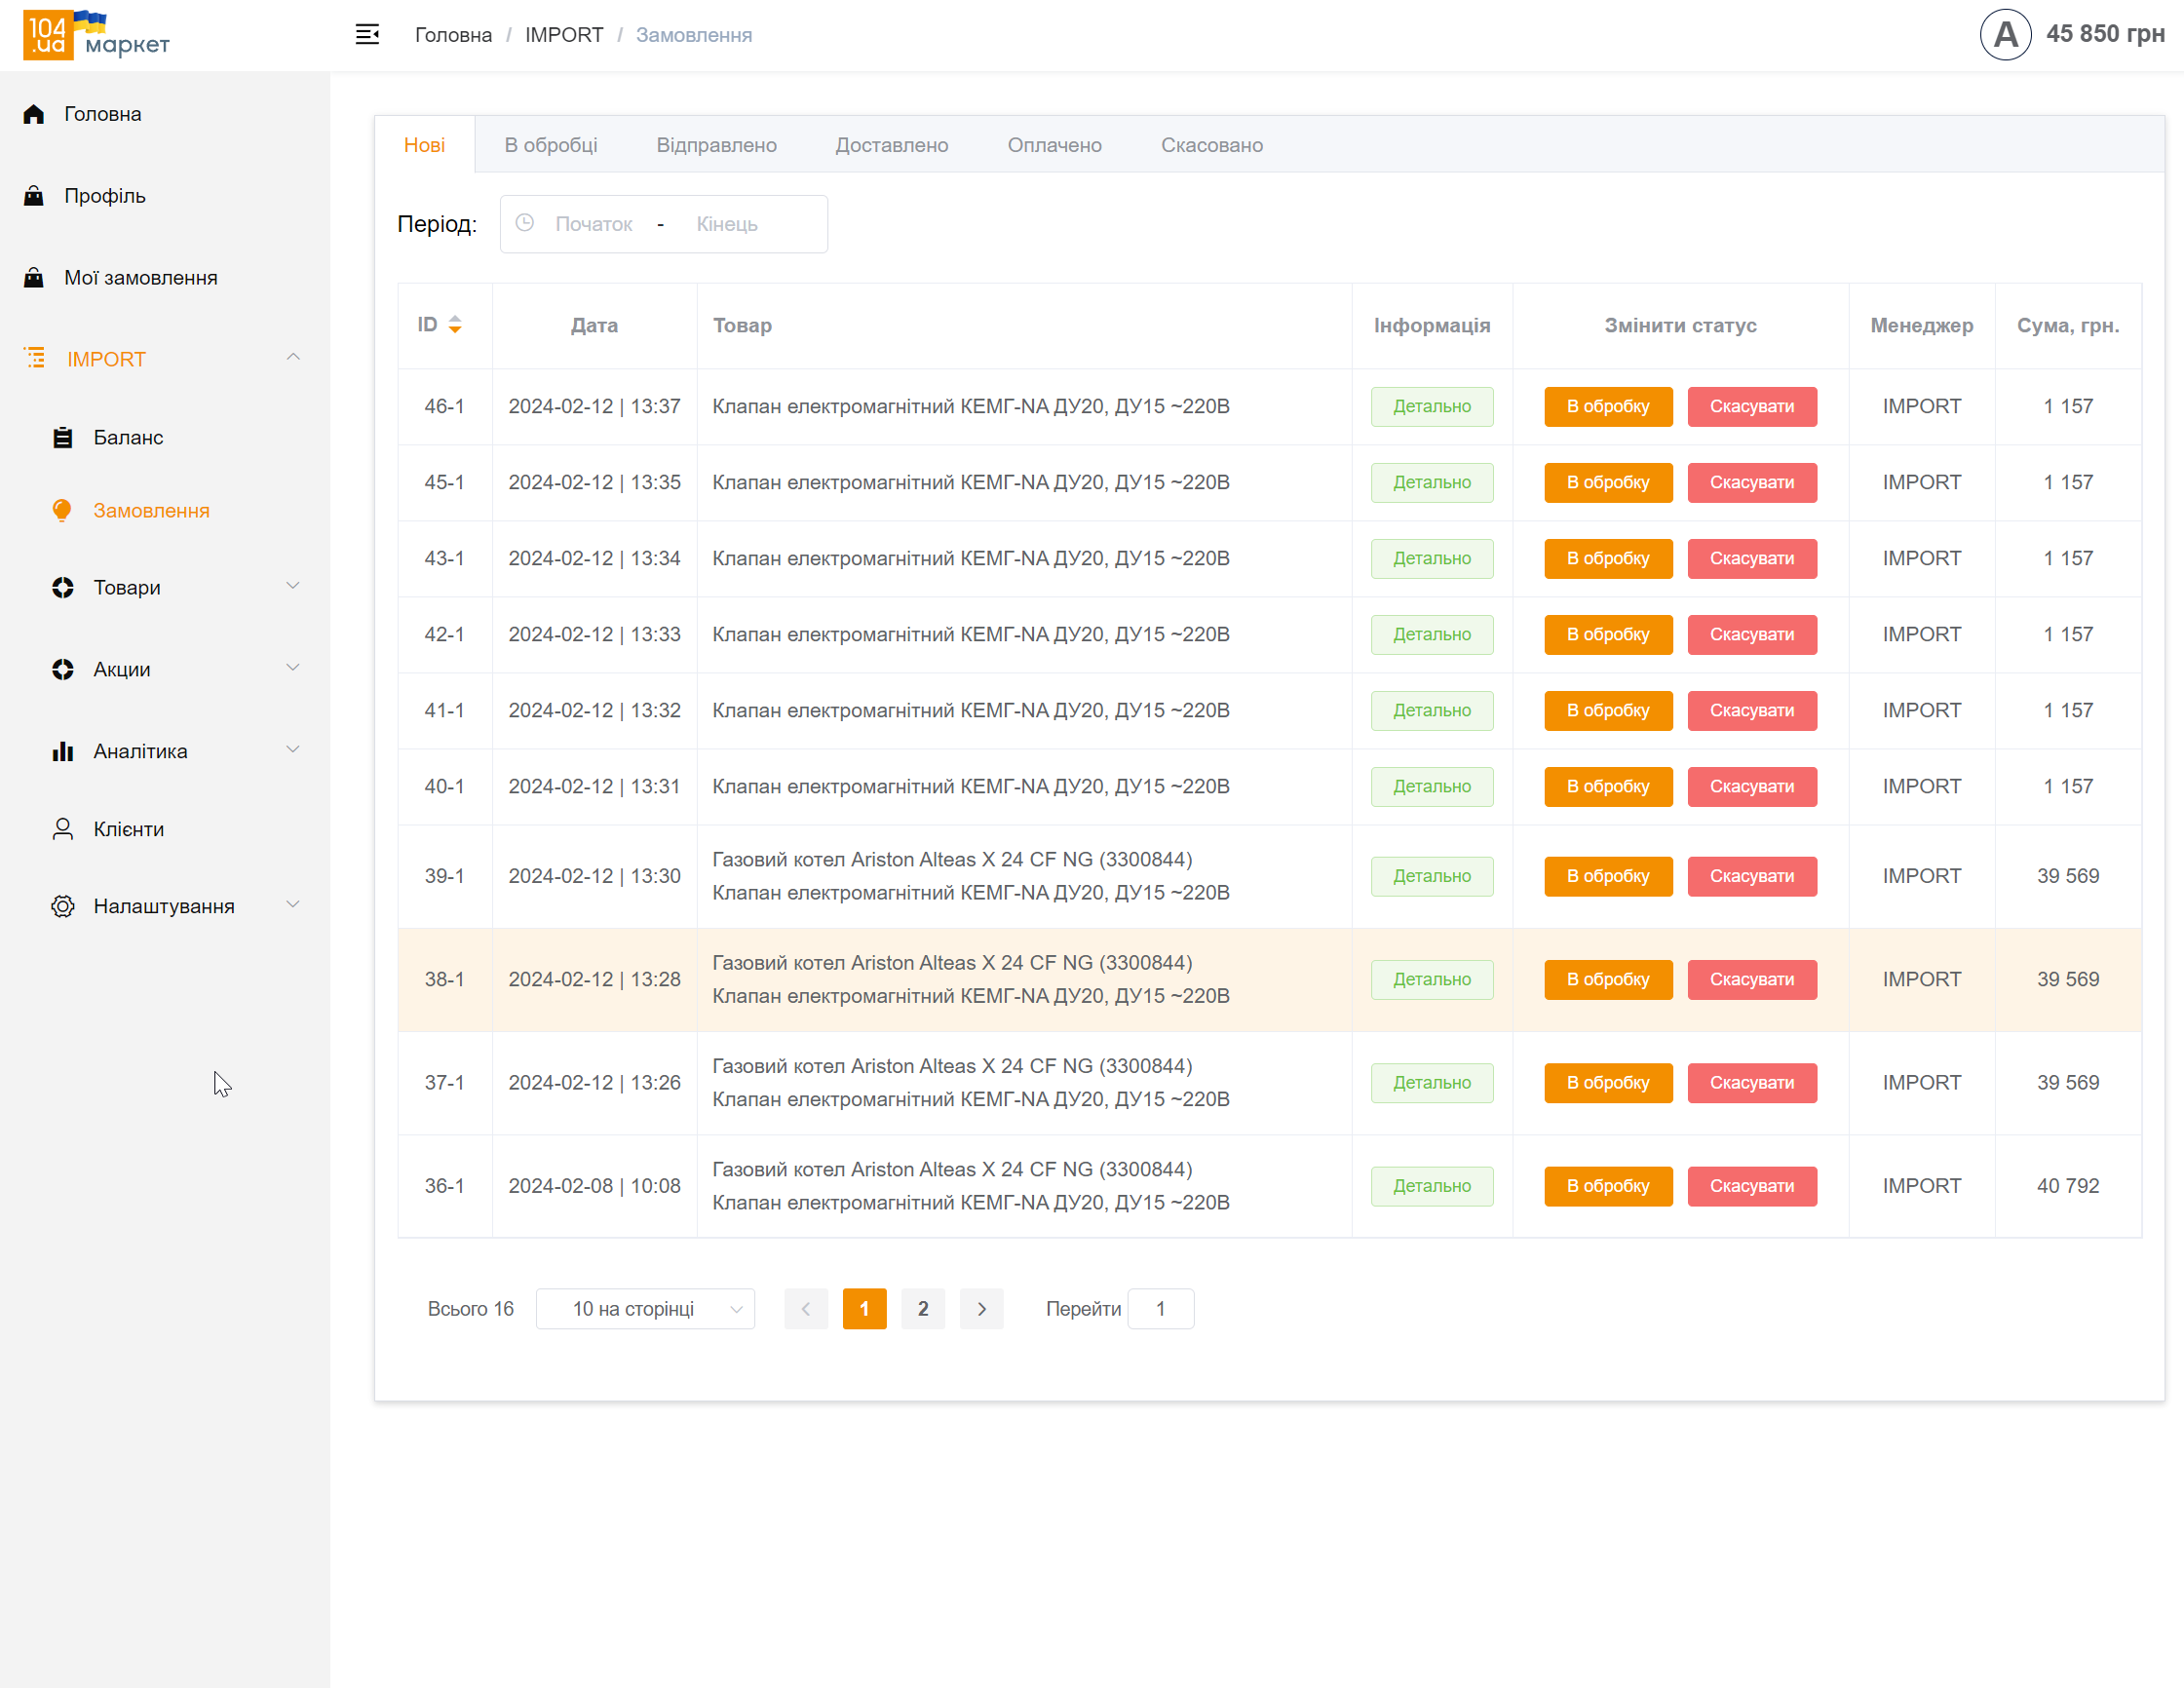 104
.ua
маркет
Головна / IMPORT / Замовлення
A
45 850 грн
Головна
Профіль
Мої замовлення
IMPORT
Баланс
Замовлення
Товари
Акции
Аналітика
Клієнти
Налаштування
Нові В обробці Відправлено Доставлено Оплачено Скасовано
Період: Початок - Кінець
ID Дата Товар Інформація Змінити статус Менеджер Сума, грн.
46-1 2024-02-12 | 13:37 Клапан електромагнітний КЕМГ-NA ДУ20, ДУ15 ~220В Детально В обробку Скасувати IMPORT 1 157
45-1 2024-02-12 | 13:35 Клапан електромагнітний КЕМГ-NA ДУ20, ДУ15 ~220В Детально В обробку Скасувати IMPORT 1 157
43-1 2024-02-12 | 13:34 Клапан електромагнітний КЕМГ-NA ДУ20, ДУ15 ~220В Детально В обробку Скасувати IMPORT 1 157
42-1 2024-02-12 | 13:33 Клапан електромагнітний КЕМГ-NA ДУ20, ДУ15 ~220В Детально В обробку Скасувати IMPORT 1 157
41-1 2024-02-12 | 13:32 Клапан електромагнітний КЕМГ-NA ДУ20, ДУ15 ~220В Детально В обробку Скасувати IMPORT 1 157
40-1 2024-02-12 | 13:31 Клапан електромагнітний КЕМГ-NA ДУ20, ДУ15 ~220В Детально В обробку Скасувати IMPORT 1 157
Газовий котел Ariston Alteas X 24 CF NG (3300844)
39-1 2024-02-12 | 13:30 Детально В обробку Скасувати IMPORT 39 569
Клапан електромагнітний КЕМГ-NA ДУ20, ДУ15 ~220В
Газовий котел Ariston Alteas X 24 CF NG (3300844)
38-1 2024-02-12 | 13:28 Детально В обробку Скасувати IMPORT 39 569
Клапан електромагнітний КЕМГ-NA ДУ20, ДУ15 ~220В
Газовий котел Ariston Alteas X 24 CF NG (3300844)
37-1 2024-02-12 | 13:26 Детально В обробку Скасувати IMPORT 39 569
Клапан електромагнітний КЕМГ-NA ДУ20, ДУ15 ~220В
Газовий котел Ariston Alteas X 24 CF NG (3300844)
36-1 2024-02-08 | 10:08 Детально В обробку Скасувати IMPORT 40 792
Клапан електромагнітний КЕМГ-NA ДУ20, ДУ15 ~220В
Всього 16 10 на сторінці 1 2 Перейти 1